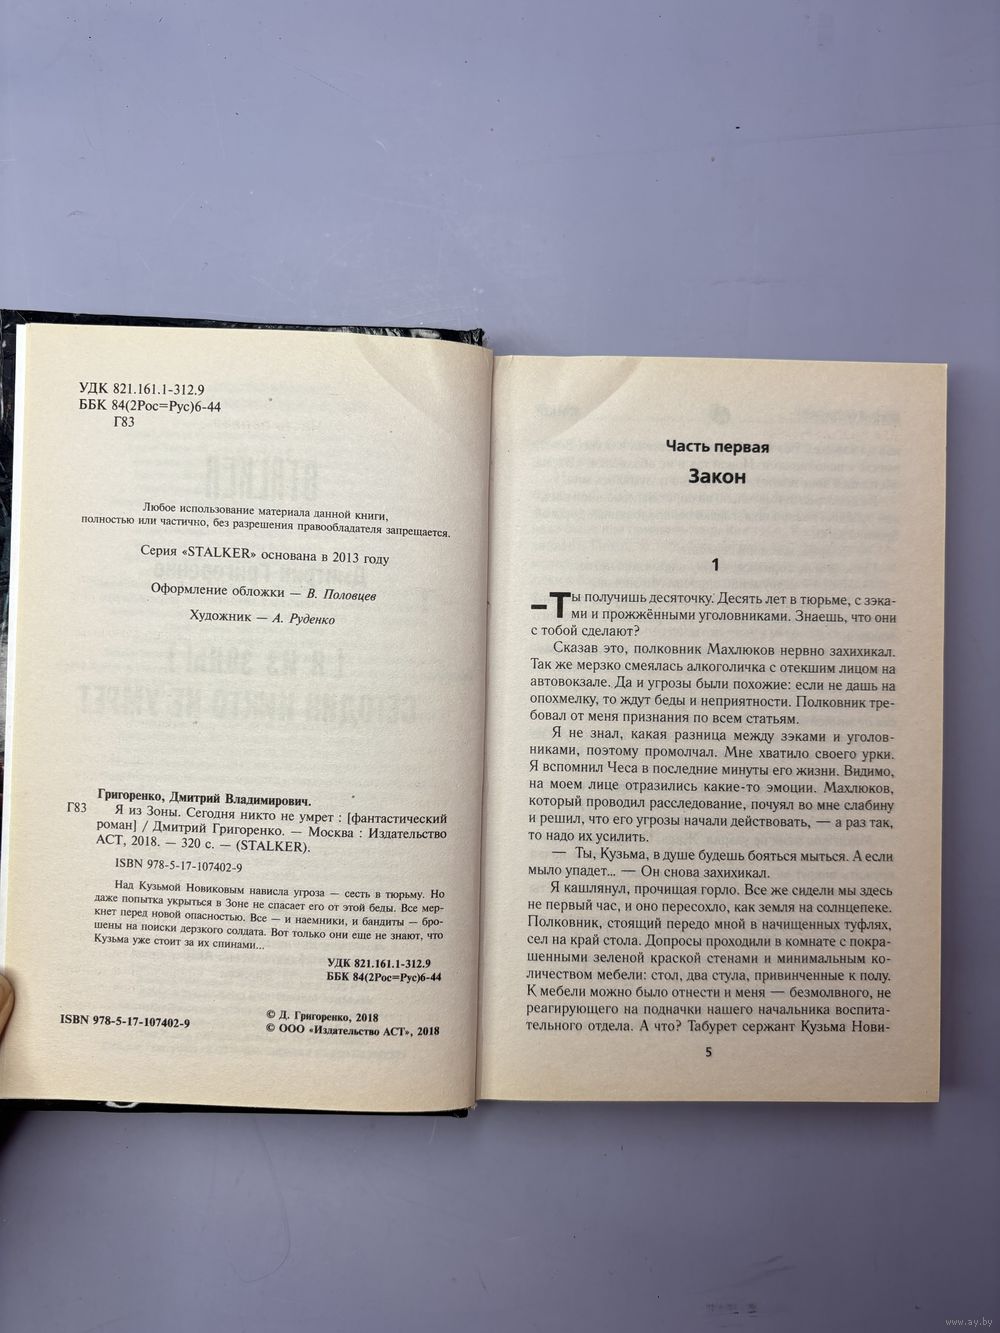 УДК 821.161.1-312.9
ББК 84(2Рос=Рус)6-44
Г83
Любое использование материала данной книги,
полностью или частично, без разрешения правообладателя запрещается.
Серия «STALKER» основана в 2013 году
Оформление обложки — В. Половцев
Художник — А. Руденко
Григоренко, Дмитрий Владимирович.
Г83 Я из Зоны. Сегодня никто не умрет : [фантастический
роман] / Дмитрий Григоренко. — Москва : Издательство
АСТ, 2018. — 320 с. — (STALKER).
ISBN 978-5-17-107402-9
Над Кузьмой Новиковым нависла угроза — сесть в тюрьму. Но
даже попытка укрыться в Зоне не спасает его от этой беды. Все мер-
кнет перед новой опасностью. Все — и наемники, и бандиты — бро-
шены на поиски дерзкого солдата. Вот только они еще не знают, что
Кузьма уже стоит за их спинами...
УДК 821.161.1-312.9
ББК 84(2Рос=Рус)6-44
ISBN 978-5-17-107402-9
© Д. Григоренко, 2018
© ООО «Издательство АСТ», 2018
Часть первая
Закон
1
–Ты получишь десяточку. Десять лет в тюрьме, с зэка-
ми и прожжёнными уголовниками. Знаешь, что они
с тобой сделают?
Сказав это, полковник Махлюков нервно захихикал.
Так же мерзко смеялась алкоголичка с отекшим лицом на
автовокзале. Да и угрозы были похожие: если не дашь на
опохмелку, то ждут беды и неприятности. Полковник тре-
бовал от меня признания по всем статьям.
Я не знал, какая разница между зэками и уголов-
никами, поэтому промолчал. Мне хватило своего урки.
Я вспомнил Чеса в последние минуты его жизни. Видимо,
на моем лице отразились какие-то эмоции. Махлюков,
который проводил расследование, почуял во мне слабину
и решил, что его угрозы начали действовать, — а раз так,
то надо их усилить.
— Ты, Кузьма, в душе будешь бояться мыться. А если
мыло упадет... — Он снова захихикал.
Я кашлянул, прочищая горло. Все же сидели мы здесь
не первый час, и оно пересохло, как земля на солнцепеке.
Полковник, стоящий передо мной в начищенных туфлях,
сел на край стола. Допросы проходили в комнате с покра-
шенными зеленой краской стенами и минимальным ко-
личеством мебели: стол, два стула, привинченные к полу.
К мебели можно было отнести и меня — безмолвного, не
реагирующего на подначки нашего начальника воспита-
тельного отдела. А что? Табурет сержант Кузьма Нови-
5
www.ay.by